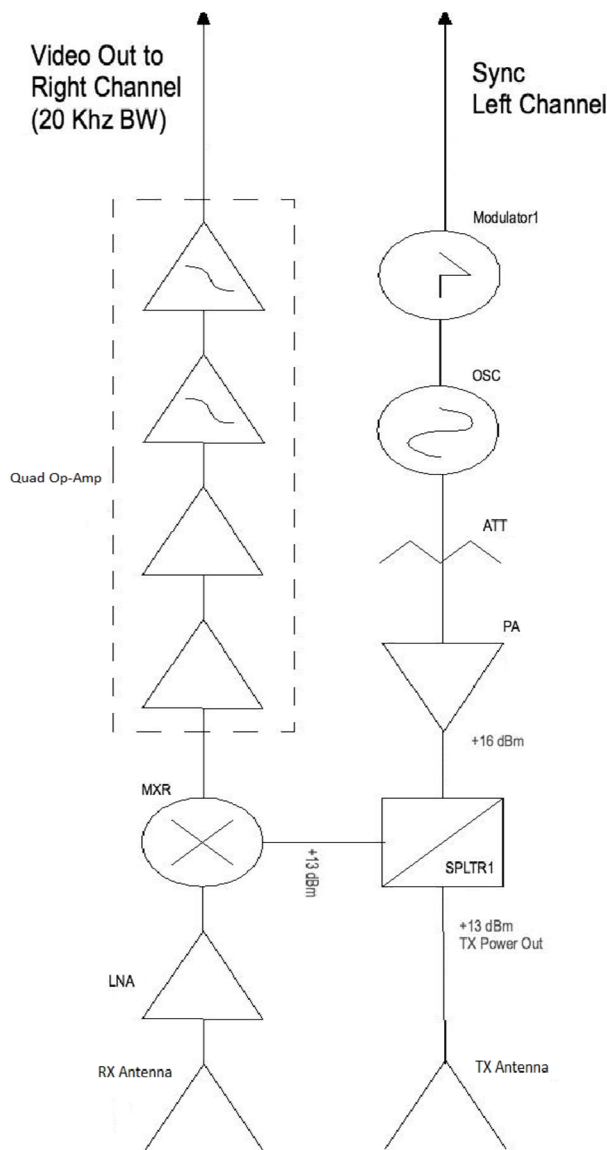 Video Out to
Right Channel
(20 Khz BW)
Sync
Left Channel
Modulator1
OSC
Quad Op-Amp
ATT
PA
+16 dBm
MXR
+13 dBm
SPLTR1
+13 dBm
TX Power Out
LNA
RX Antenna
TX Antenna